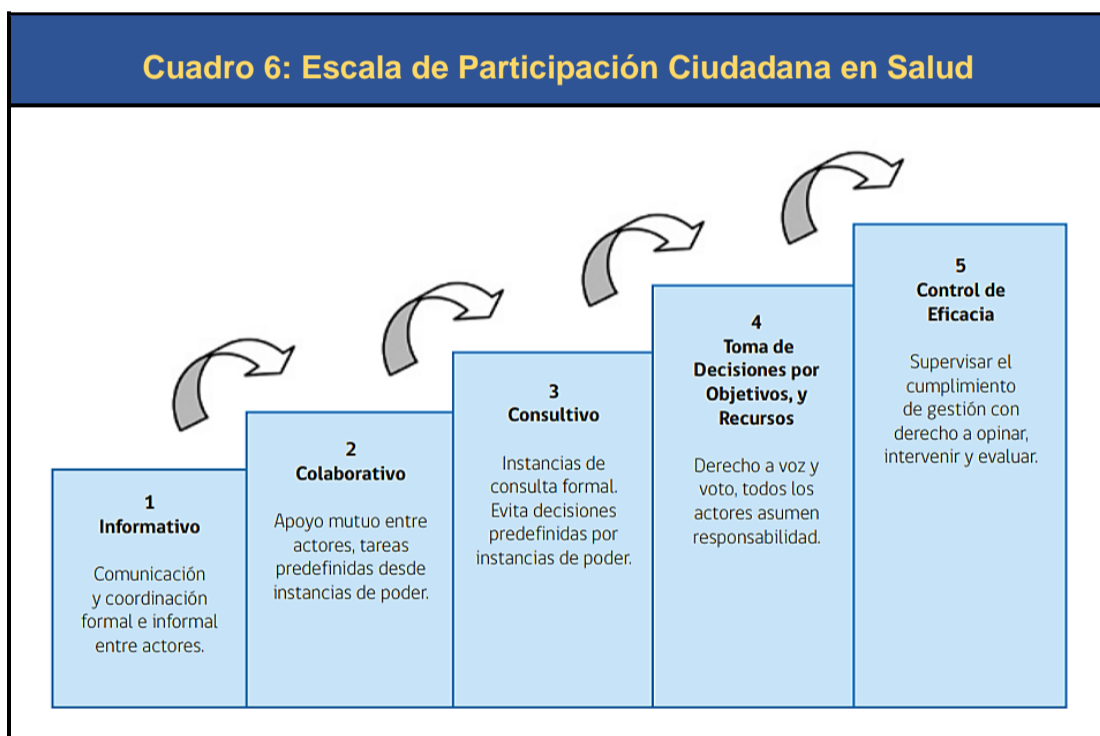 Cuadro 6: Escala de Participación Ciudadana en Salud
1
Informativo
Comunicación
y coordinación
formal e informal
entre actores.
2
Colaborativo
Apoyo mutuo entre
actores, tareas
predefinidas desde
instancias de poder.
3
Consultivo
Instancias de
consulta formal.
Evita decisiones
predefinidas por
instancias de poder.
4
Toma de
Decisiones por
Objetivos, y
Recursos
Derecho a voz y
voto, todos los
actores asumen
responsabilidad.
5
Control de
Eficacia
Supervisar el
cumplimiento
de gestión con
derecho a opinar,
intervenir y evaluar.